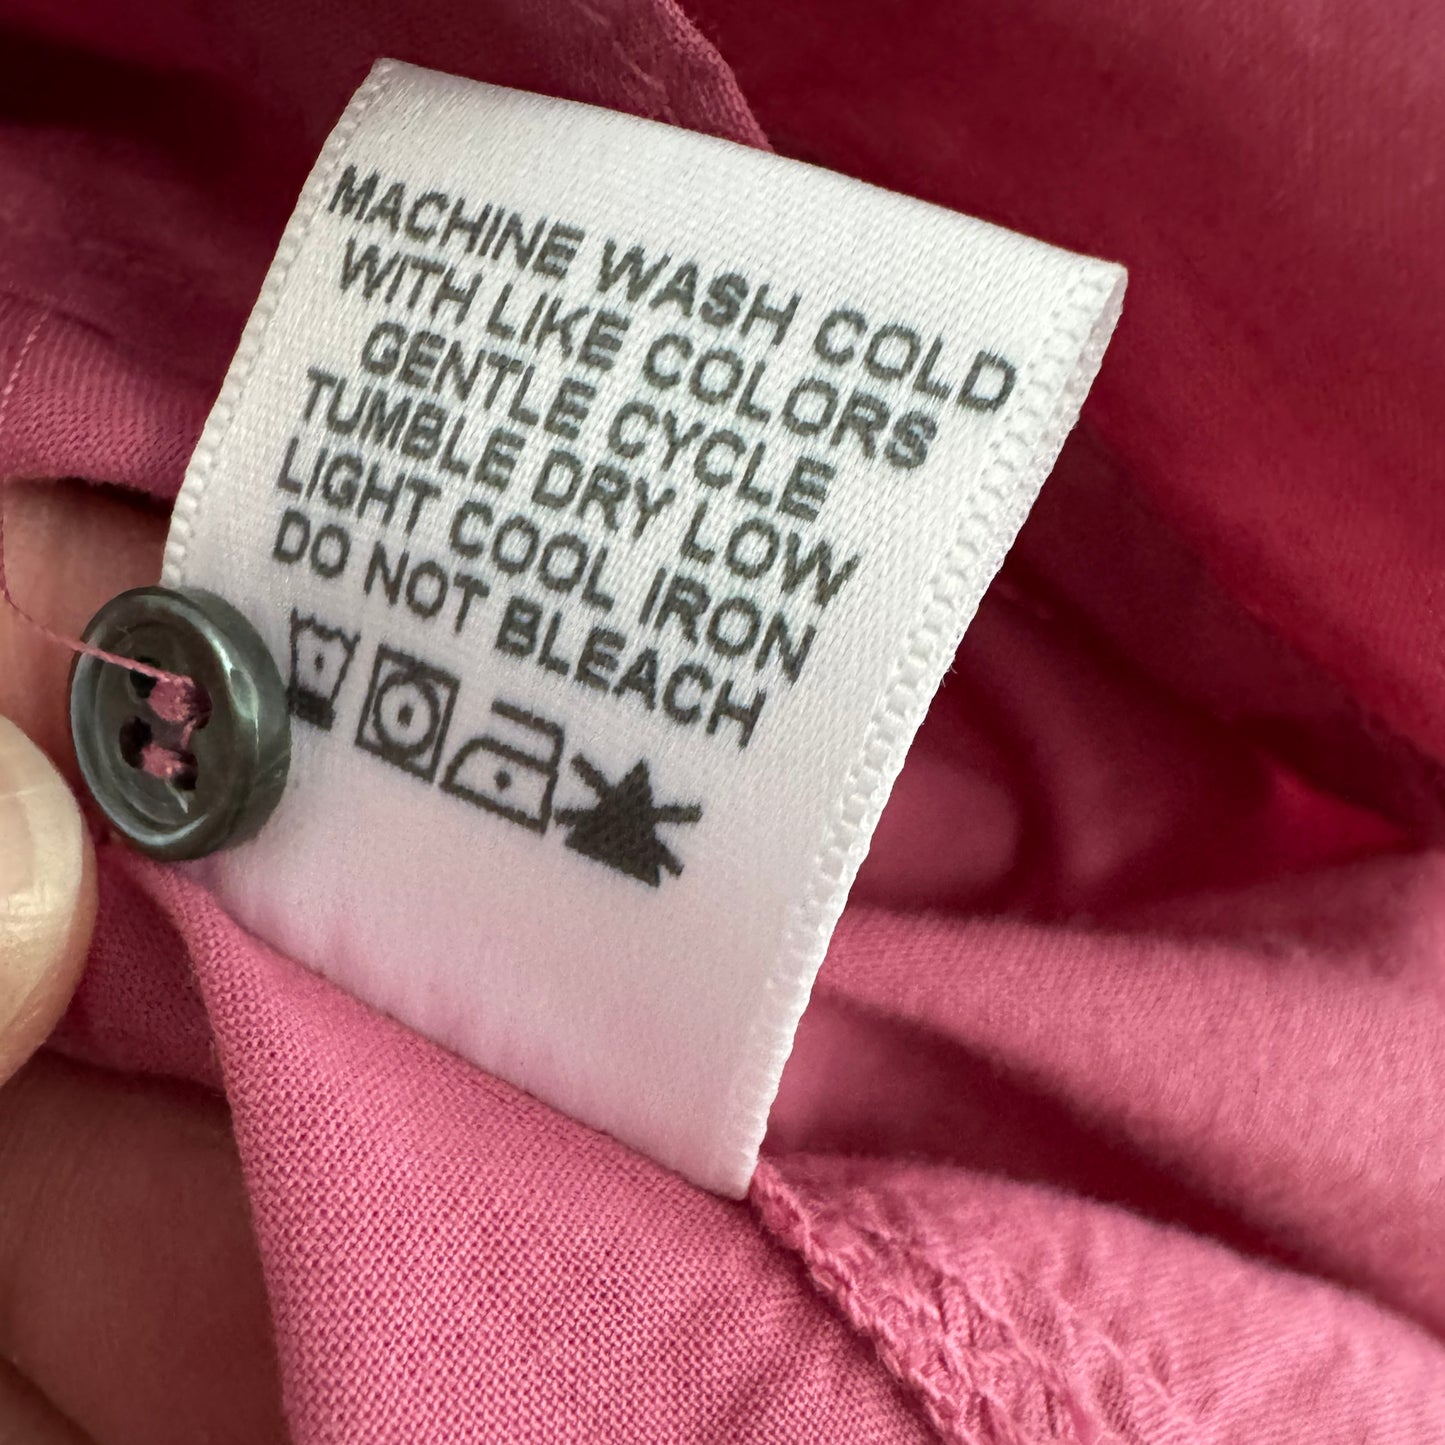 MACHINE WASH COLD
WITH LIKE COLORS
GENTLE CYCLE
TUMBLE DRY LOW
LIGHT COOL IRON
DO NOT BLEACH